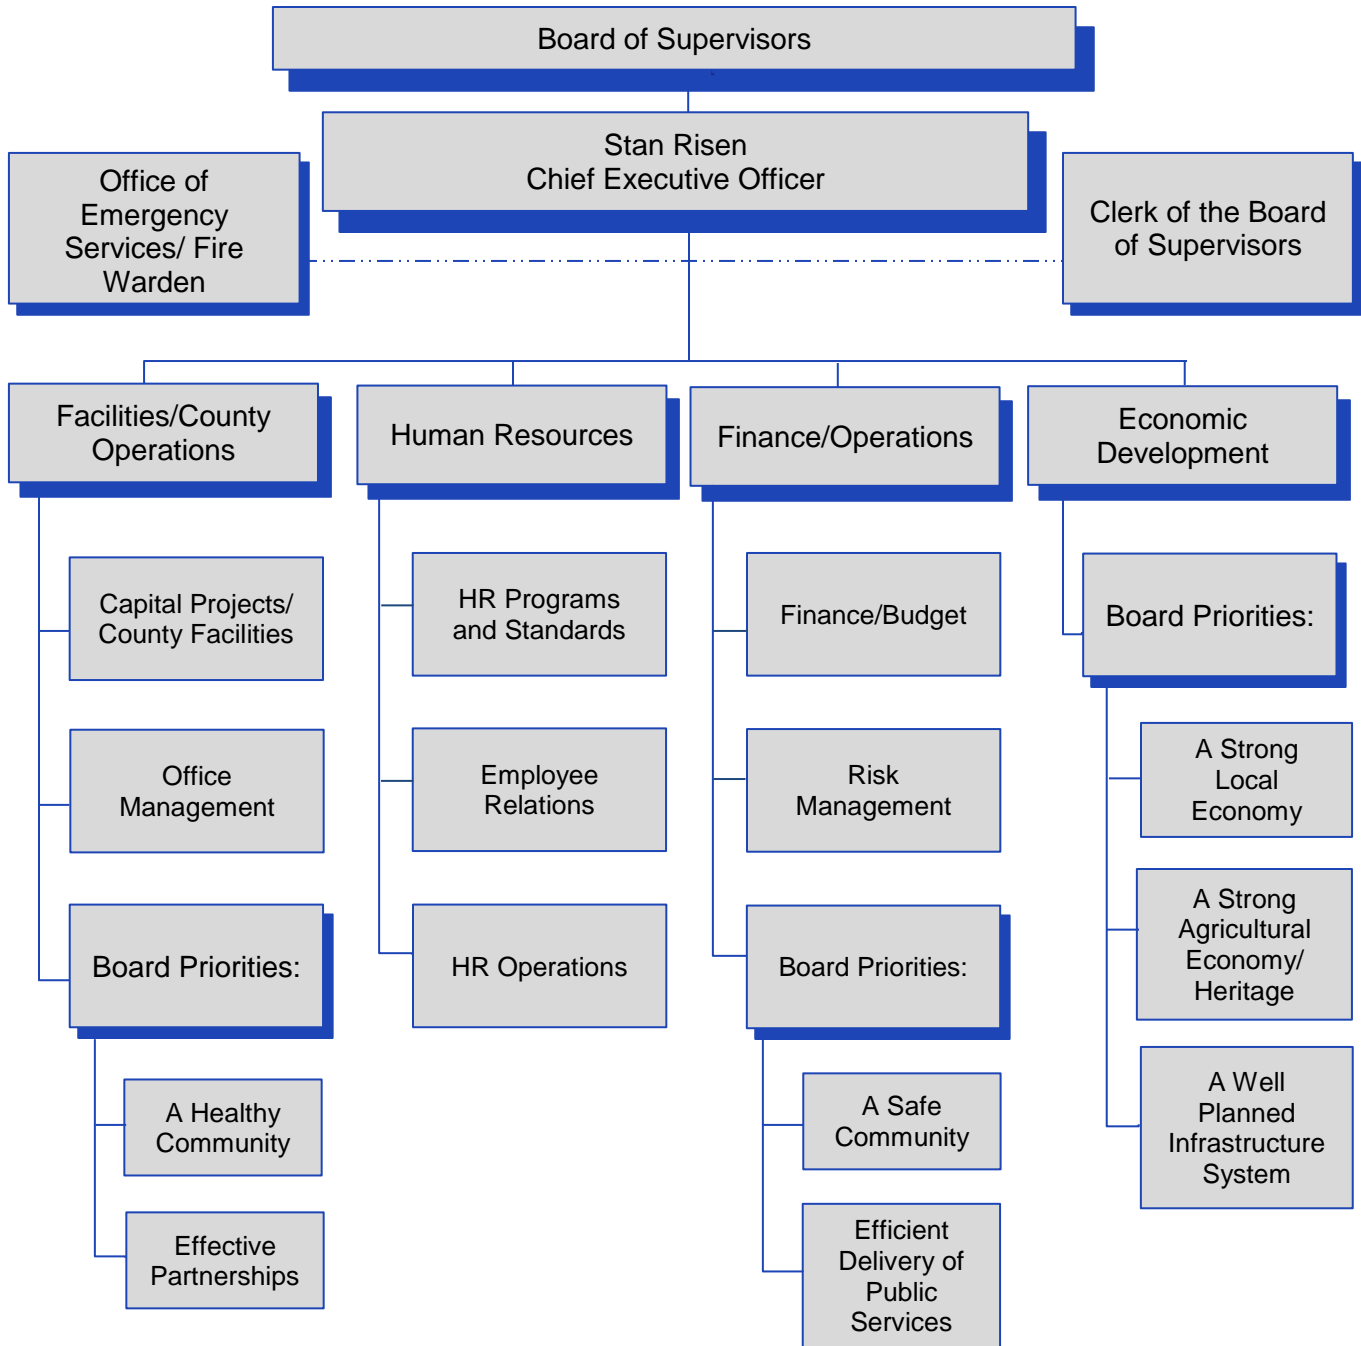 Board of Supervisors
Stan Risen
Chief Executive Officer
Office of
Emergency
Services/ Fire
Warden
Clerk of the Board
of Supervisors
Facilities/County
Operations
Human Resources
Finance/Operations
Economic
Development
Capital Projects/
County Facilities
Office
Management
Board Priorities:
A Healthy
Community
Effective
Partnerships
HR Programs
and Standards
Employee
Relations
HR Operations
Finance/Budget
Risk
Management
Board Priorities:
A Safe
Community
Efficient
Delivery of
Public
Services
Board Priorities:
A Strong
Local
Economy
A Strong
Agricultural
Economy/
Heritage
A Well
Planned
Infrastructure
System